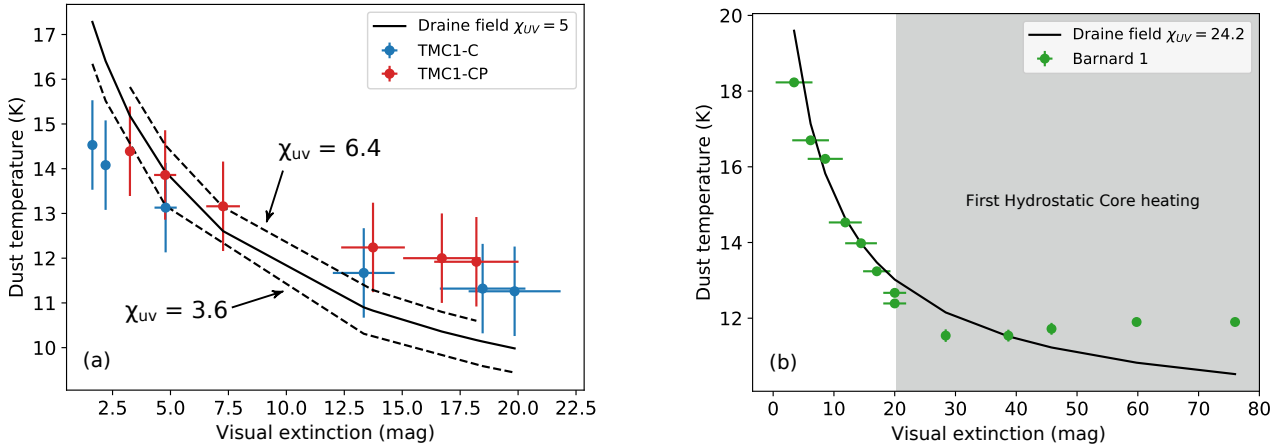 Draine field χUV = 5
TMC1-C
TMC1-CP
χuv = 6.4
χuv = 3.6
(a)
Dust temperature (K)
17
16
15
14
13
12
11
10
2.5 5.0 7.5 10.0 12.5 15.0 17.5 20.0 22.5
Visual extinction (mag)
Draine field χUV = 24.2
Barnard 1
First Hydrostatic Core heating
(b)
Dust temperature (K)
20
18
16
14
12
10
0 10 20 30 40 50 60 70 80
Visual extinction (mag)